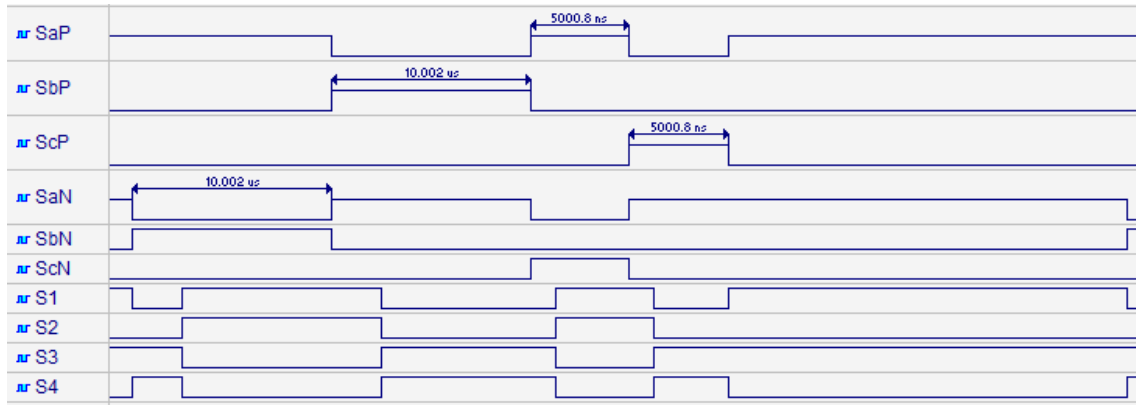 SaP 5000.8 ns
SbP 10.002 us
ScP 5000.8 ns
SaN 10.002 us
SbN
ScN
S1
S2
S3
S4